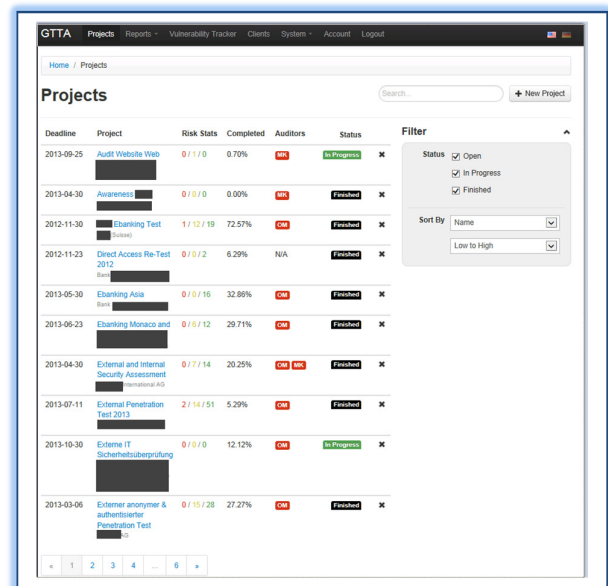 GTTA Projects Reports Vulnerability Tracker Clients System Account Logout
Home / Projects
Projects
Search...
+ New Project
Deadline Project Risk Stats Completed Auditors Status
2013-09-25 Audit Website Web 0 / 1 / 0 0.70% MK In Progress ✖
2013-04-30 Awareness 0 / 0 / 0 0.00% MK Finished ✖
2012-11-30 Ebanking Test 1 / 12 / 19 72.57% OM Finished ✖
(Suisse)
2012-11-23 Direct Access Re-Test 0 / 0 / 2 6.29% N/A Finished ✖
2012
Bank
2013-05-30 Ebanking Asia 0 / 0 / 16 32.86% OM Finished ✖
Bank
2013-06-23 Ebanking Monaco and 0 / 6 / 12 29.71% OM Finished ✖
2013-04-30 External and Internal 0 / 7 / 14 20.25% OM MK Finished ✖
Security Assessment
International AG
2013-07-11 External Penetration 2 / 14 / 51 5.29% OM Finished ✖
Test 2013
2013-10-30 Externe IT 0 / 0 / 0 12.12% OM In Progress ✖
Sicherheitsüberprüfung
2013-03-06 Externer anonymer & 0 / 15 / 28 27.27% OM Finished ✖
authentisierter
Penetration Test
AG
« 1 2 3 4 ... 6 »
Filter
Status
Open
In Progress
Finished
Sort By Name
Low to High